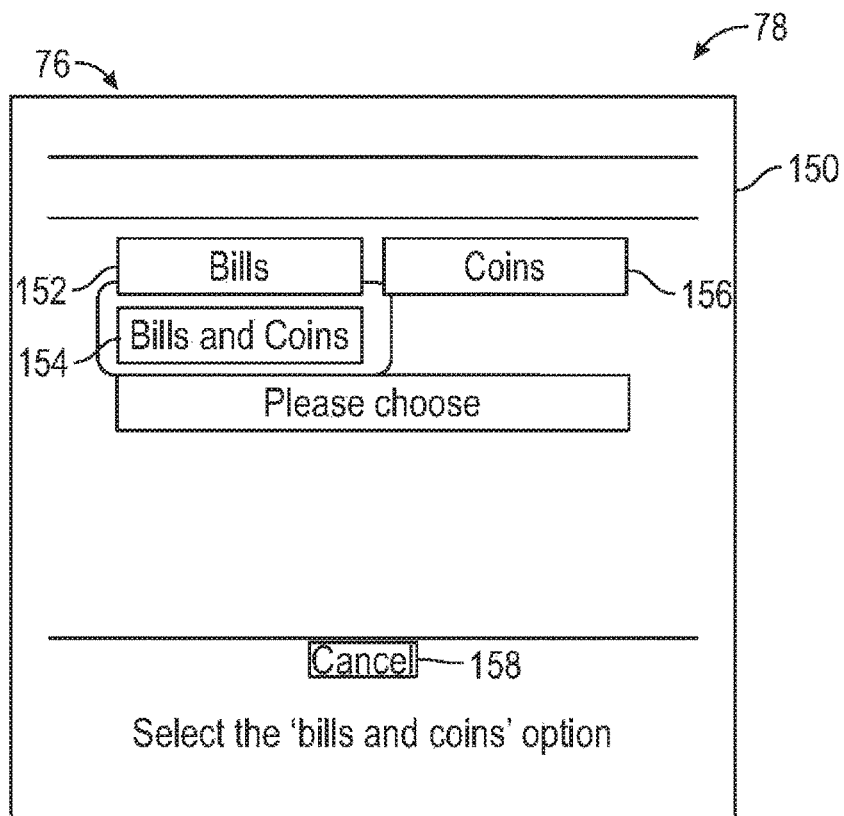 78
76
150
Bills Coins
152
156
Bills and Coins
154
Please choose
Cancel 158
Select the 'bills and coins' option